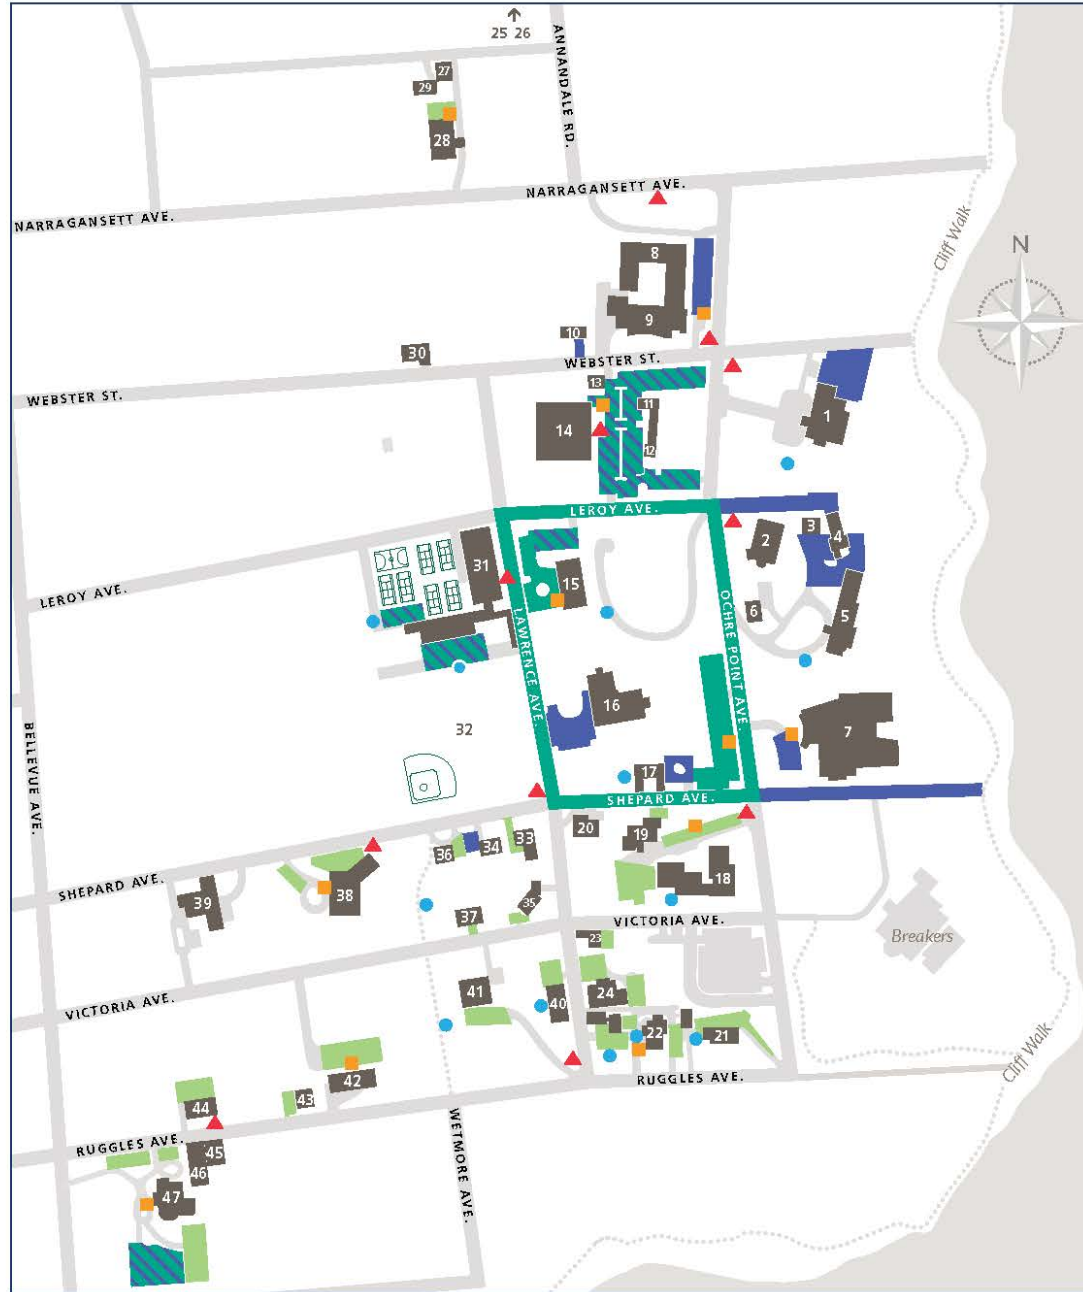 25 26
ANNANDALE RD.
27
29
28
NARRAGANSETT AVE.
NARRAGANSETT AVE.
Cliff Walk
N
8
9
10
30
WEBSTER ST.
WEBSTER ST.
13
11
14
12
1
LEROY AVE.
2
3
4
31
15
LEROY AVE.
OCHRE POINT AVE.
6
5
LAWRENCE AVE.
16
BELLEVUE AVE.
32
7
17
SHEPARD AVE.
20
19
33
34
36
SHEPARD AVE.
39
38
18
35
37
VICTORIA AVE.
Breakers
23
VICTORIA AVE.
41
40
24
22
21
Cliff Walk
42
RUGGLES AVE.
43
44
WETMORE AVE.
RUGGLES AVE.
45
46
47